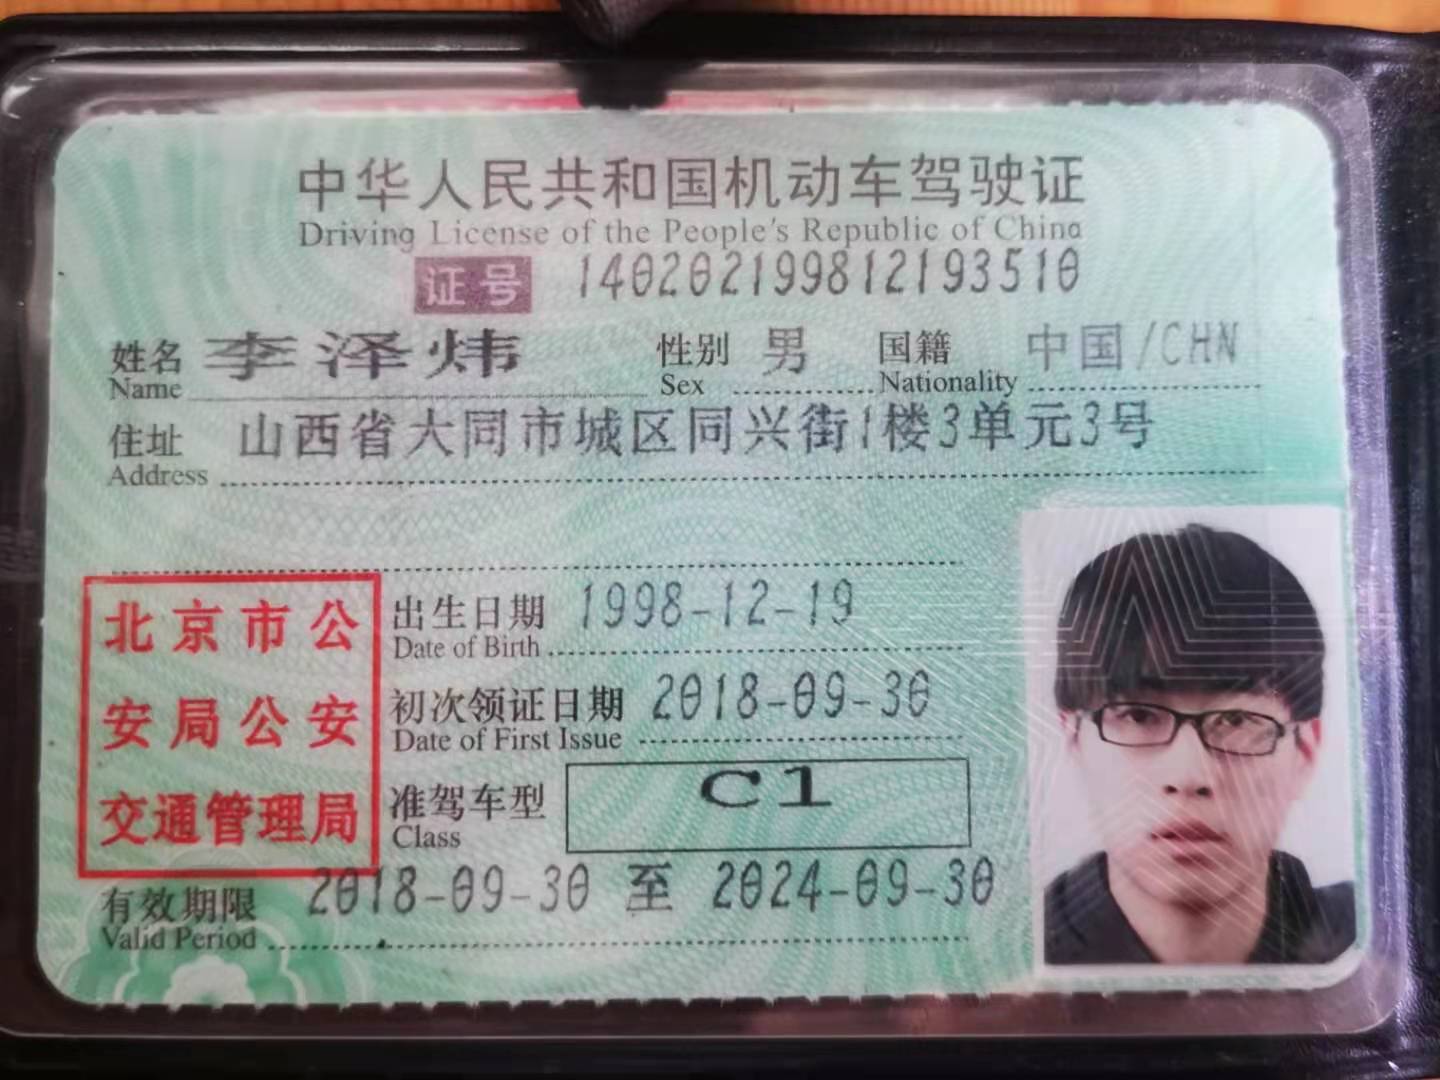 中华人民共和国机动车驾驶证
Driving License of the People's Republic of China
证号 140202199812193510
姓名 李泽炜 性别 男 国籍 中国/CHN
Name Sex Nationality
住址 山西省大同市城区同兴街1楼3单元3号
Address
北京市公
安局公安
交通管理局
出生日期 1998-12-19
Date of Birth
初次领证日期 2018-09-30
Date of First Issue
准驾车型 C1
Class
有效期限 2018-09-30 至 2024-09-30
Valid Period